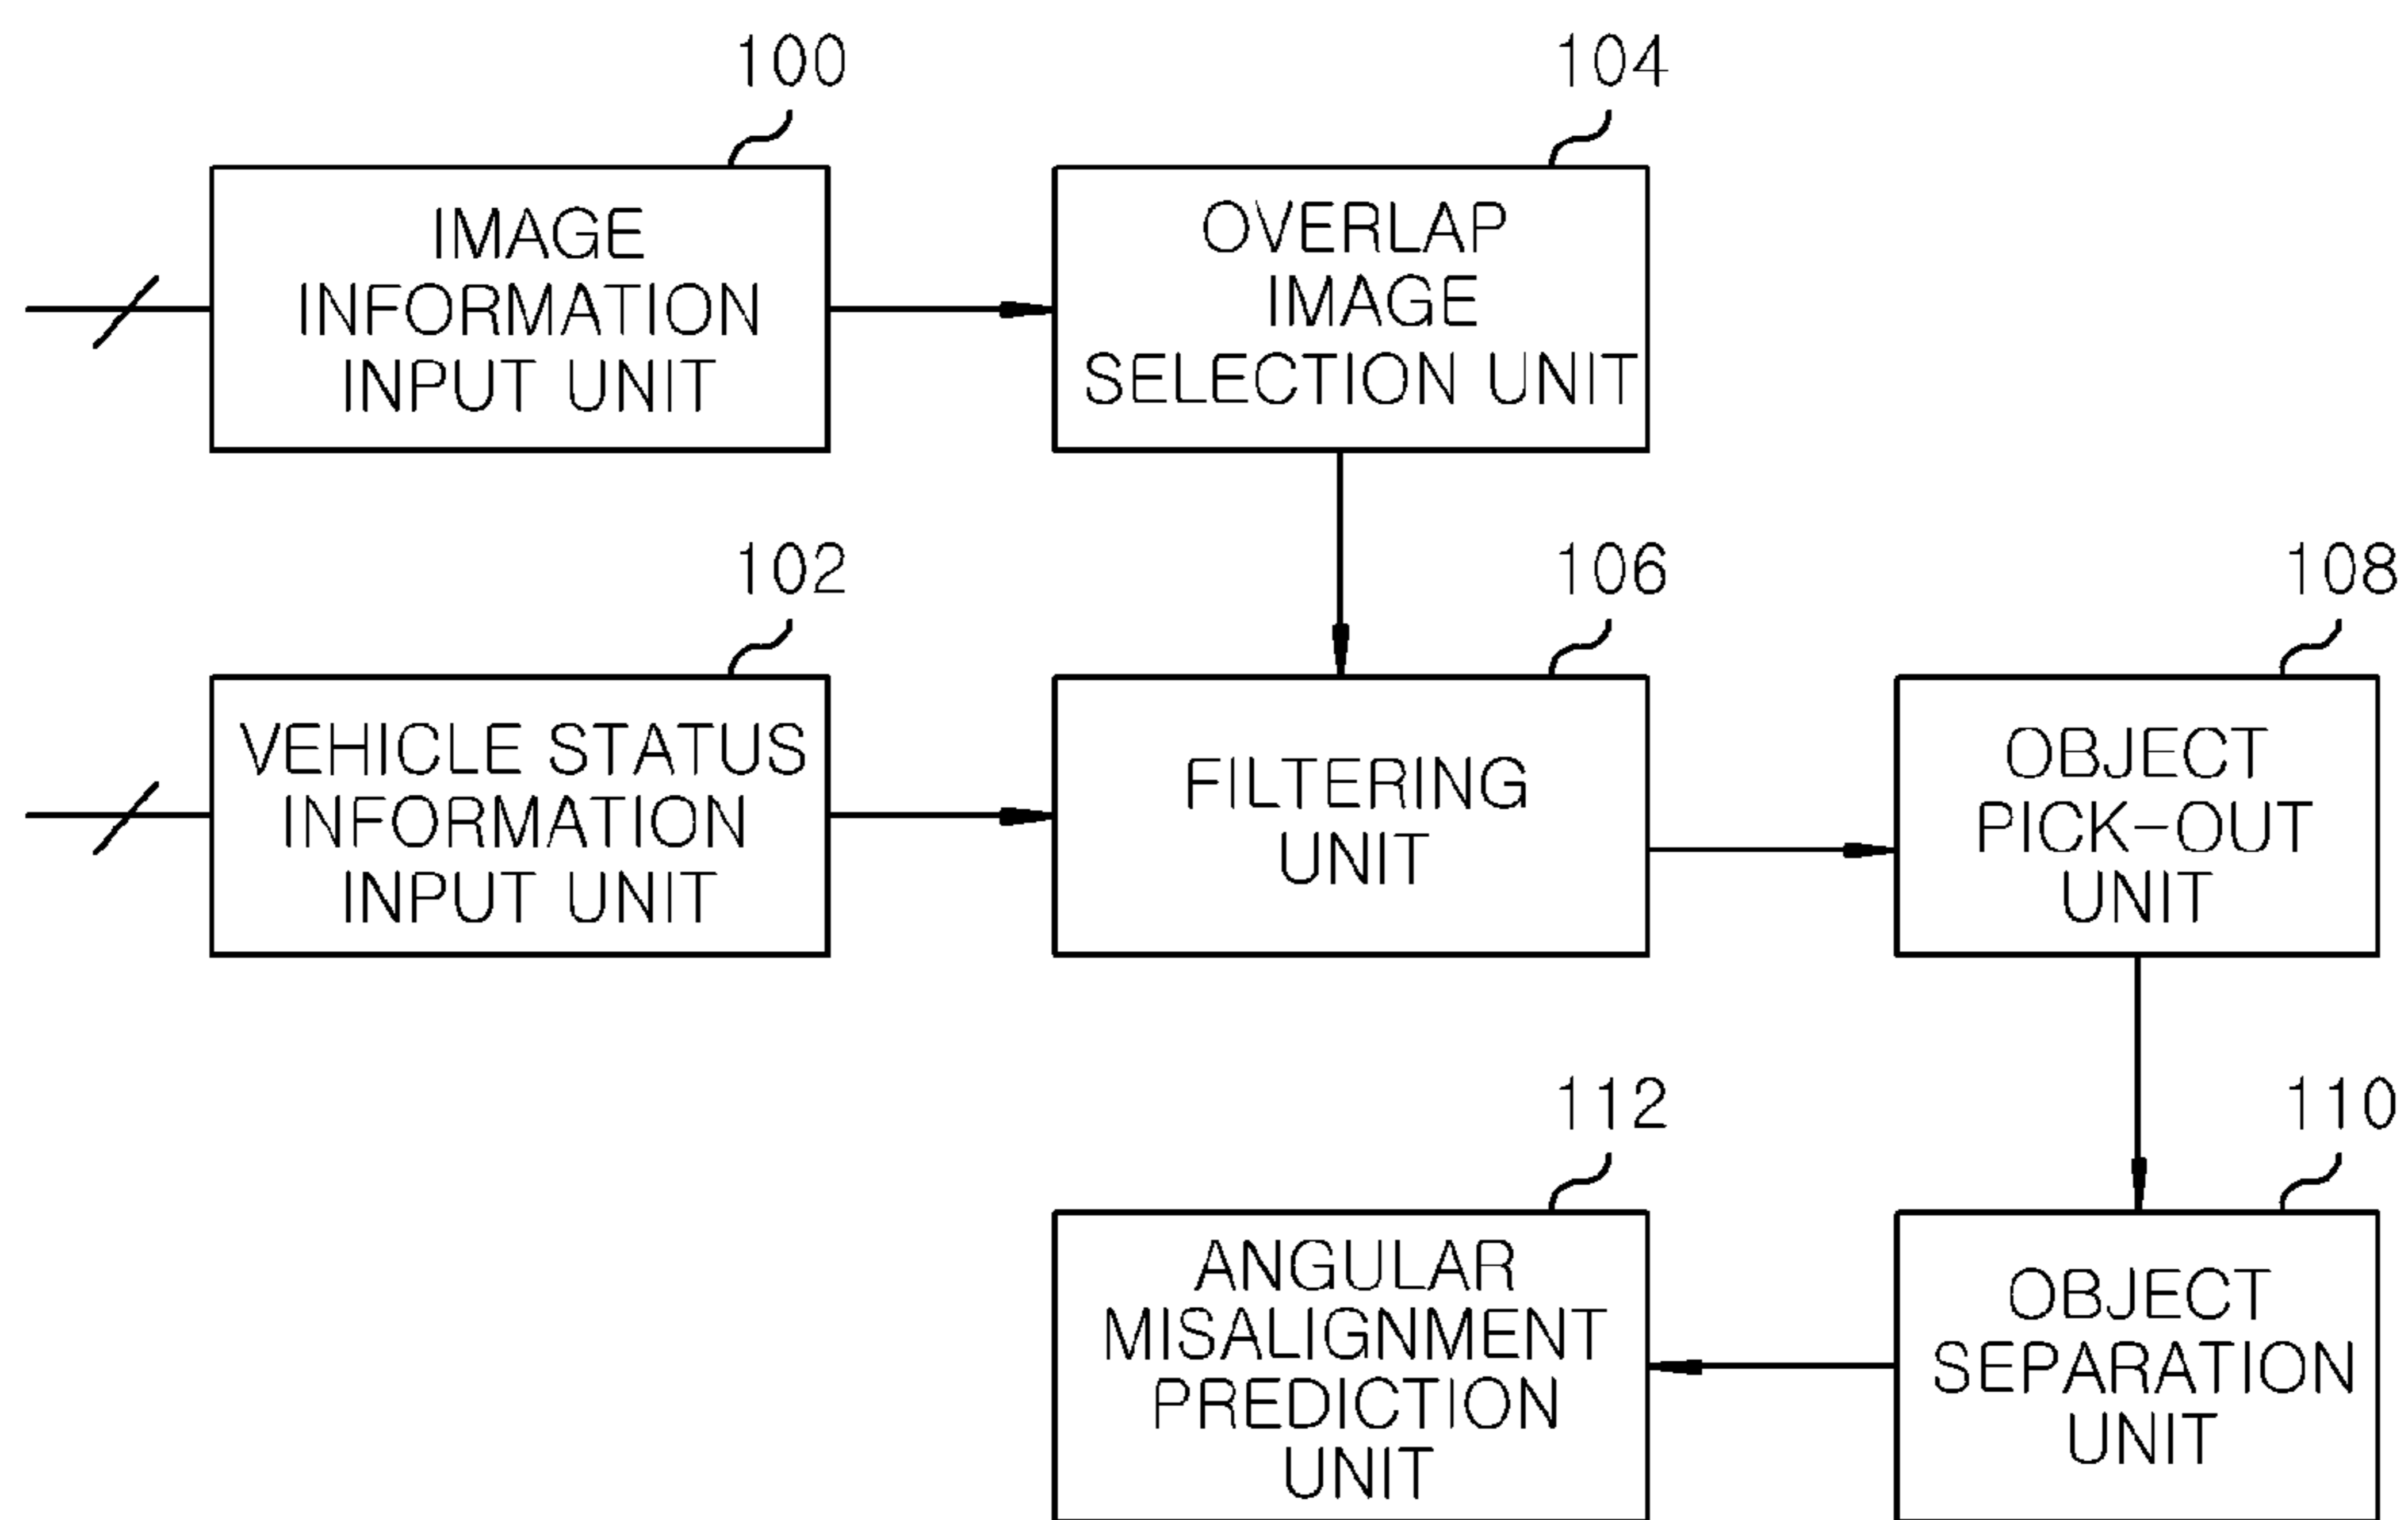 100
IMAGE
INFORMATION
INPUT UNIT
104
OVERLAP
IMAGE
SELECTION UNIT
102
VEHICLE STATUS
INFORMATION
INPUT UNIT
106
FILTERING
UNIT
108
OBJECT
PICK-OUT
UNIT
112
ANGULAR
MISALIGNMENT
PREDICTION
UNIT
110
OBJECT
SEPARATION
UNIT